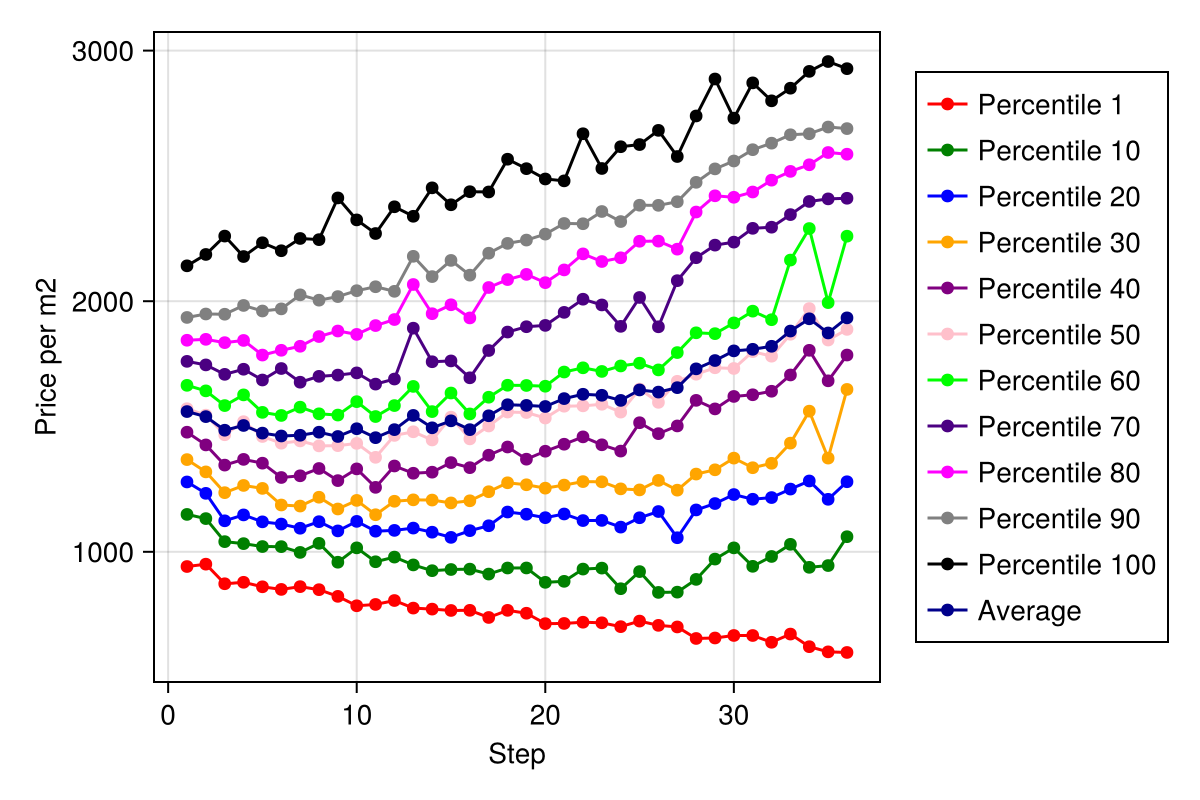 3000
2000
1000
0
10
20
30
Price per m2
Step
Percentile 1
Percentile 10
Percentile 20
Percentile 30
Percentile 40
Percentile 50
Percentile 60
Percentile 70
Percentile 80
Percentile 90
Percentile 100
Average